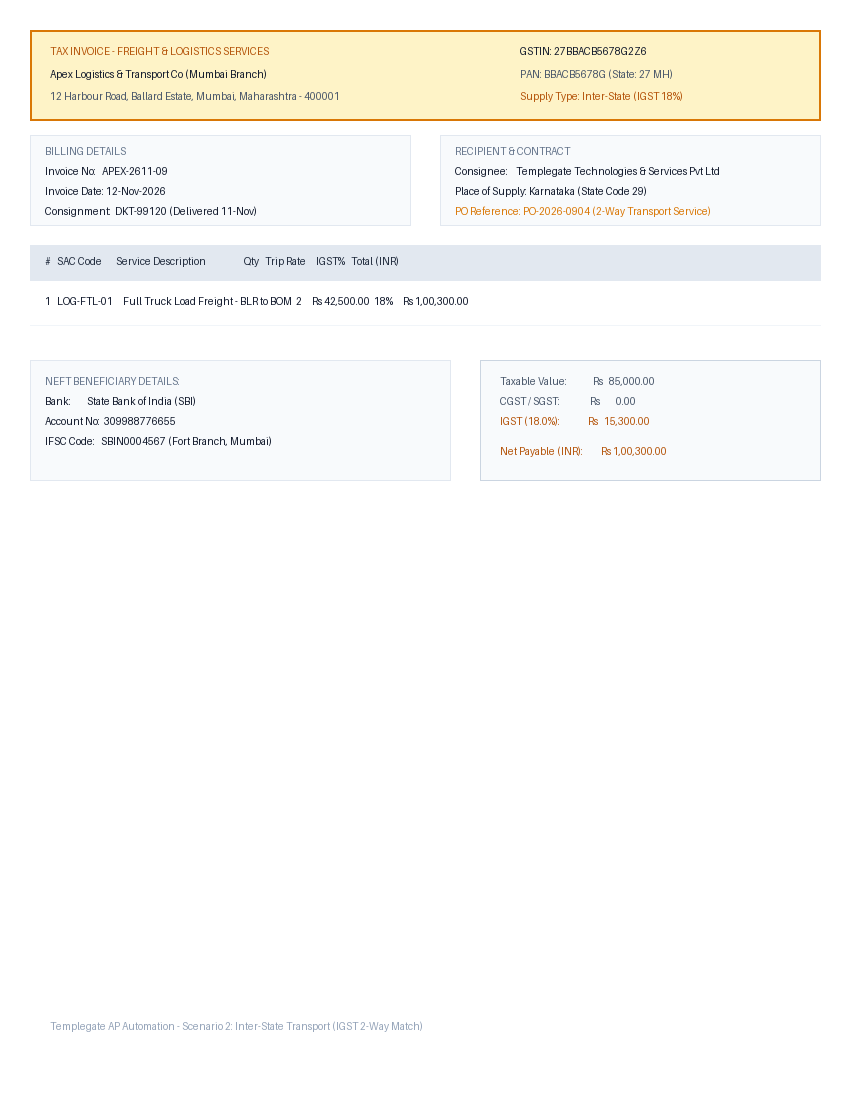 TAX INVOICE - FREIGHT & LOGISTICS SERVICES
GSTIN: 27BBACB5678G2Z6
Apex Logistics & Transport Co (Mumbai Branch)
PAN: BBACB5678G (State: 27 MH)
12 Harbour Road, Ballard Estate, Mumbai, Maharashtra - 400001
Supply Type: Inter-State (IGST 18%)
BILLING DETAILS
Invoice No: APEX-2611-09
Invoice Date: 12-Nov-2026
Consignment: DKT-99120 (Delivered 11-Nov)
RECIPIENT & CONTRACT
Consignee: Templegate Technologies & Services Pvt Ltd
Place of Supply: Karnataka (State Code 29)
PO Reference: PO-2026-0904 (2-Way Transport Service)
# SAC Code Service Description Qty Trip Rate IGST% Total (INR)
1 LOG-FTL-01 Full Truck Load Freight - BLR to BOM 2 Rs 42,500.00 18% Rs 1,00,300.00
NEFT BENEFICIARY DETAILS:
Bank: State Bank of India (SBI)
Account No: 309988776655
IFSC Code: SBIN0004567 (Fort Branch, Mumbai)
Taxable Value: Rs 85,000.00
CGST / SGST: Rs 0.00
IGST (18.0%): Rs 15,300.00
Net Payable (INR): Rs 1,00,300.00
Templegate AP Automation - Scenario 2: Inter-State Transport (IGST 2-Way Match)